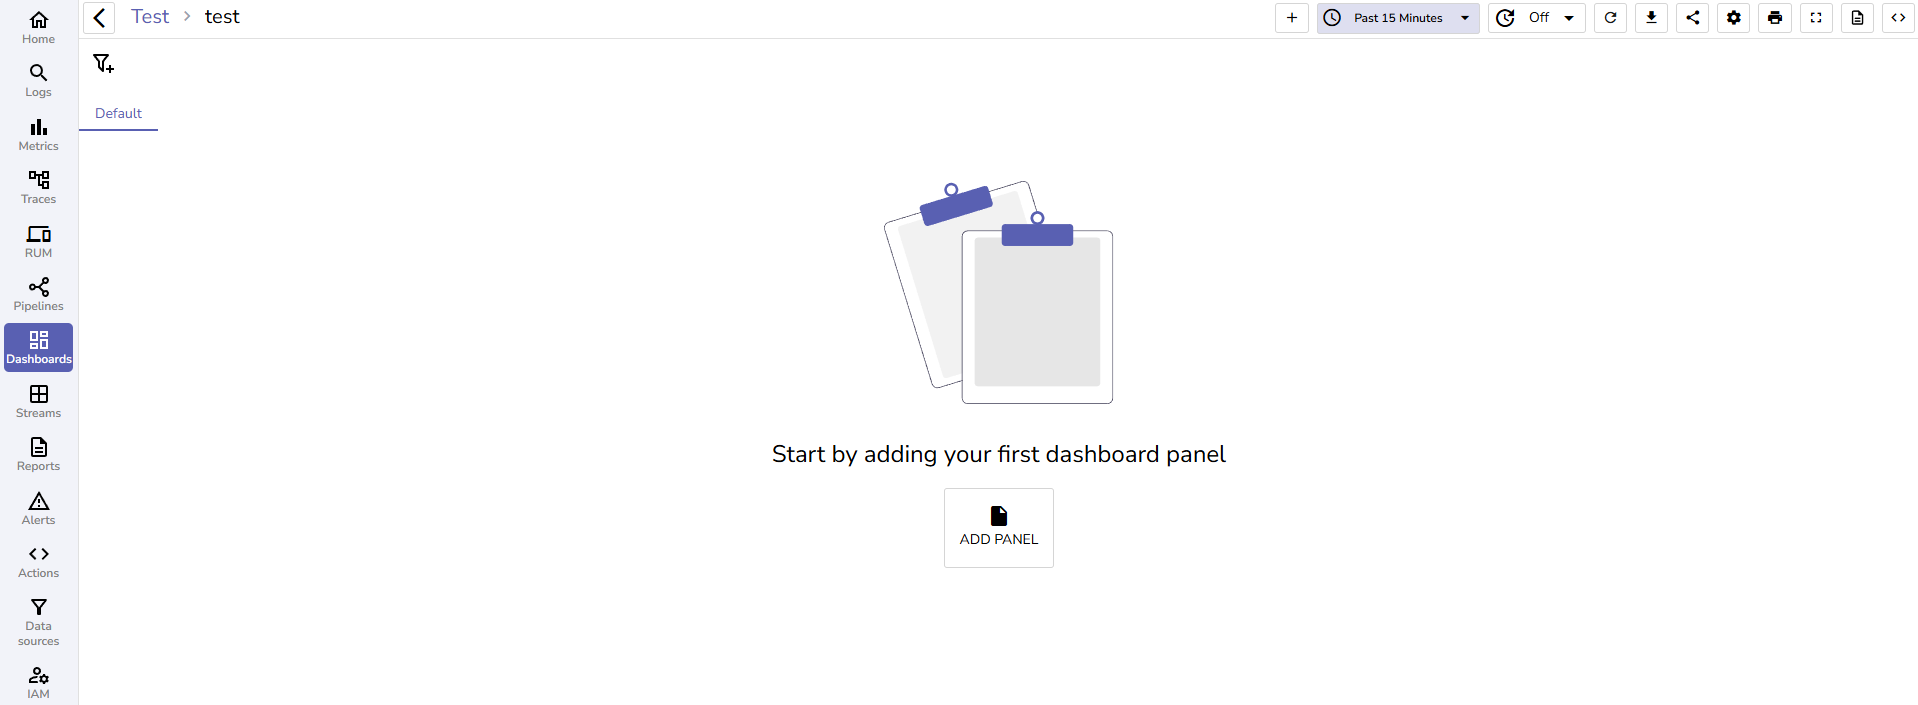 Home
Logs
Metrics
Traces
RUM
Pipelines
Dashboards
Streams
Reports
Alerts
Actions
Data
sources
IAM
Test > test
Past 15 Minutes
Off
Default
Start by adding your first dashboard panel
ADD PANEL